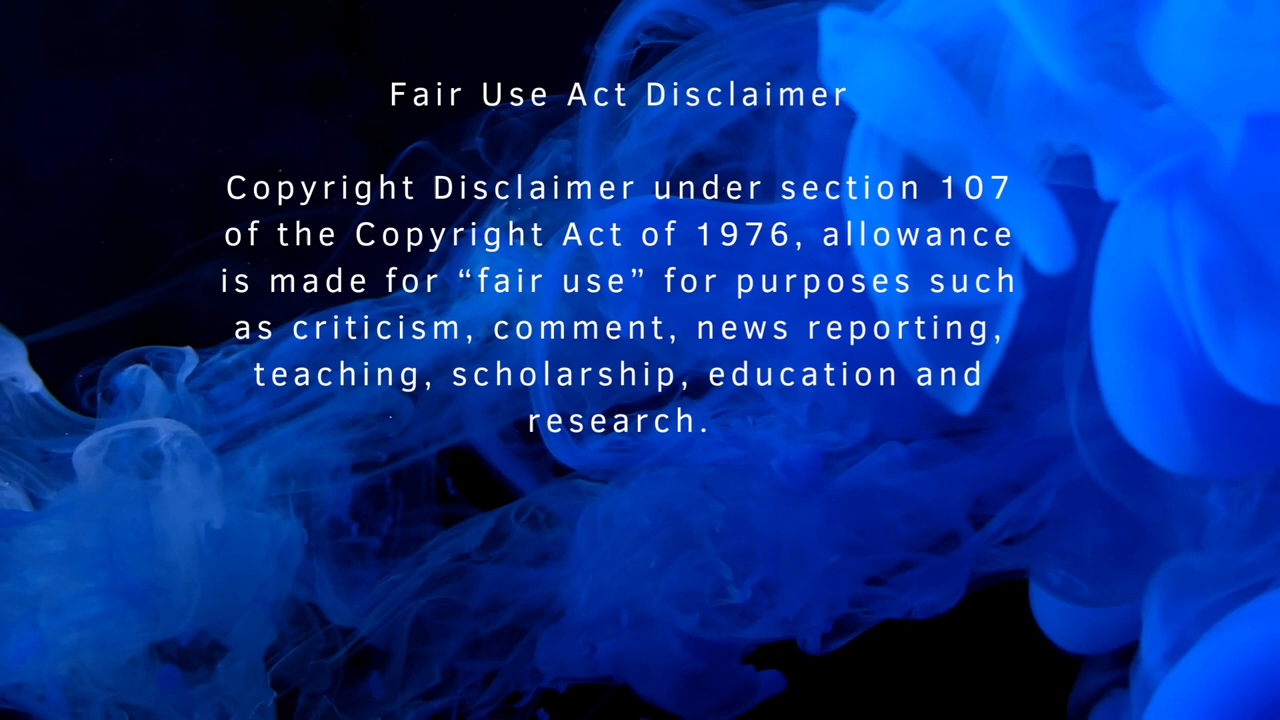 Fair Use Act Disclaimer
Copyright Disclaimer under section 107
of the Copyright Act of 1976, allowance
is made for “fair use” for purposes such
as criticism, comment, news reporting,
teaching, scholarship, education and
research.